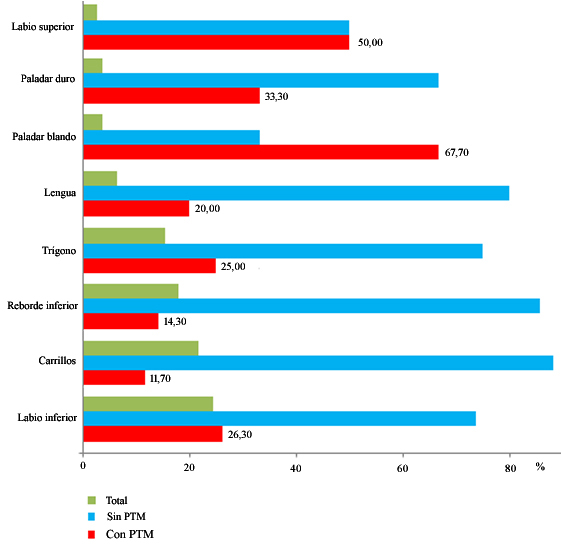 Labio superior
50,00
Paladar duro
33,30
Paladar blando
67,70
Lengua
20,00
Trígono
25,00
Reborde inferior
14,30
Carrillos
11,70
Labio inferior
26,30
0 20 40 60 80 %
Total
Sin PTM
Con PTM